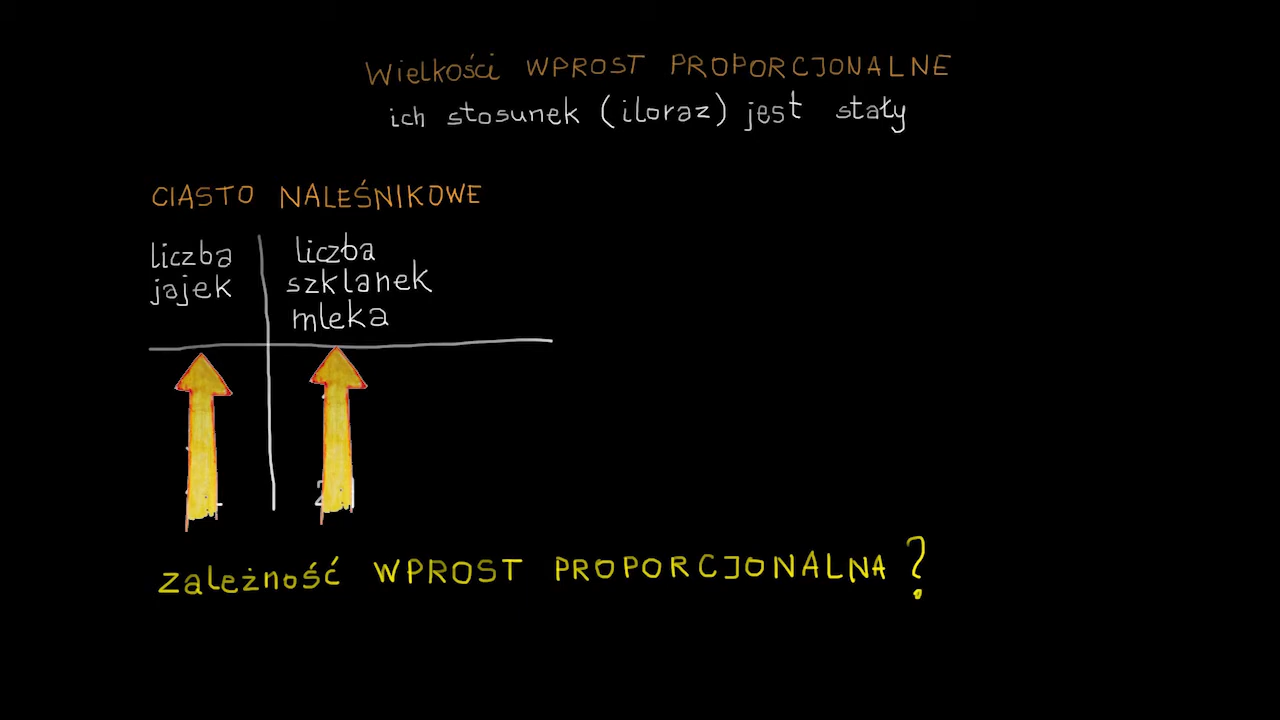 Wielkości WPROST PROPORCJONALNE
ich stosunek (iloraz) jest stały
CIASTO NALEŚNIKOWE
liczba jajek
liczba szklanek mleka
zależność WPROST PROPORCJONALNA?